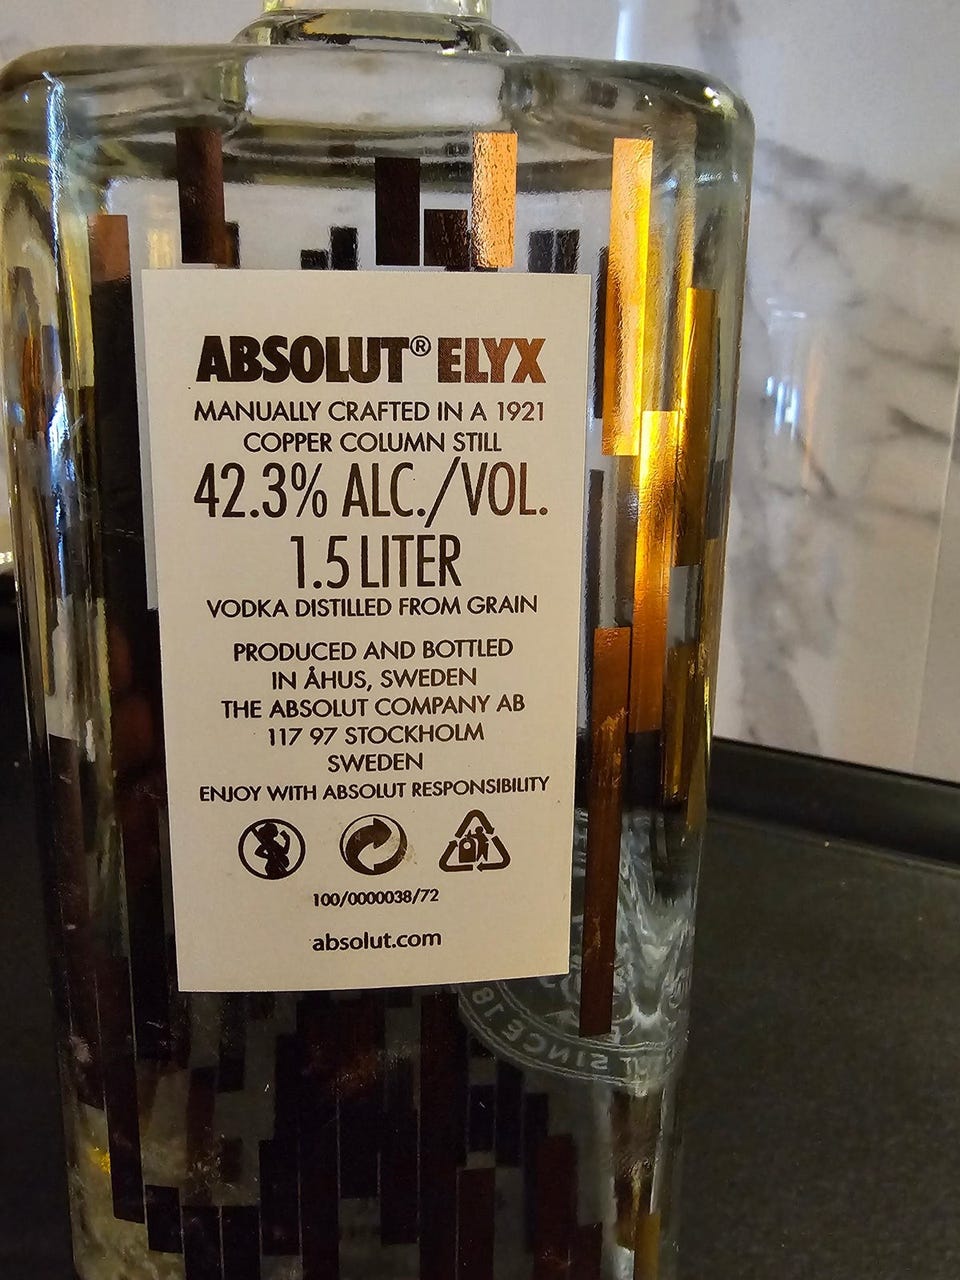 ABSOLUT® ELYX
MANUALLY CRAFTED IN A 1921
COPPER COLUMN STILL
42.3% ALC./VOL.
1.5 LITER
VODKA DISTILLED FROM GRAIN
PRODUCED AND BOTTLED
IN ÅHUS, SWEDEN
THE ABSOLUT COMPANY AB
117 97 STOCKHOLM
SWEDEN
ENJOY WITH ABSOLUT RESPONSIBILITY
100/0000038/72
absolut.com
SINCE 18